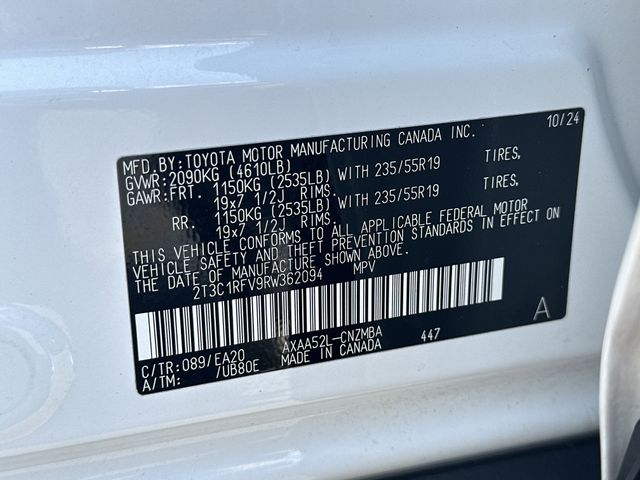 10/24
MFD.BY:TOYOTA MOTOR MANUFACTURING CANADA INC.
GVWR:2090KG (4610LB)
GAWR:FRT. 1150KG (2535LB) WITH 235/55R19 TIRES,
19x7 1/2J RIMS.
RR. 1150KG (2535LB) WITH 235/55R19 TIRES,
19x7 1/2J RIMS.
THIS VEHICLE CONFORMS TO ALL APPLICABLE FEDERAL MOTOR
VEHICLE SAFETY AND THEFT PREVENTION STANDARDS IN EFFECT ON
THE DATE OF MANUFACTURE SHOWN ABOVE.
2T3C1RFV9RW362094 MPV
A
C/TR:089/EA20 AXAA52L-CNZMBA 447
A/TM: /UB80E MADE IN CANADA